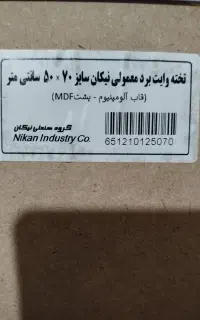 تخته وایت برد معمولی نیکان سایز ۷۰ × ۵۰ سانتی متر
(قاب آلومینیوم - پشت MDF)
گروه صنعتی نیکان
Nikan Industry Co.
651210125070